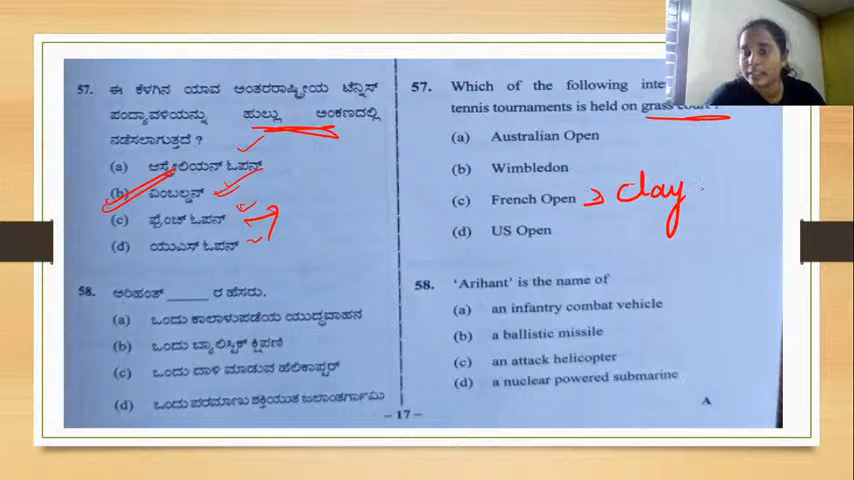 57. ಈ ಕೆಳಗಿನ ಯಾವ ಅಂತರರಾಷ್ಟ್ರೀಯ ಟೆನ್ನಿಸ್
ಪಂದ್ಯಾವಳಿಯನ್ನು ಹುಲ್ಲು ಅಂಕಣದಲ್ಲಿ
ನಡೆಸಲಾಗುತ್ತದೆ ?
(a) ಆಸ್ಟ್ರೇಲಿಯನ್ ಓಪನ್
(b) ವಿಂಬಲ್ಡನ್
(c) ಫ್ರೆಂಚ್ ಓಪನ್
(d) ಯುಎಸ್ ಓಪನ್
58. ಅರಿಹಂತ್ ______ ರ ಹೆಸರು.
(a) ಒಂದು ಕಾಲಾಳುಪಡೆಯ ಯುದ್ಧವಾಹನ
(b) ಒಂದು ಬ್ಯಾಲಿಸ್ಟಿಕ್ ಕ್ಷಿಪಣಿ
(c) ಒಂದು ದಾಳಿ ಮಾಡುವ ಹೆಲಿಕಾಪ್ಟರ್
(d) ಒಂದು ಪರಮಾಣು ಶಕ್ತಿಯುತ ಜಲಾಂತರ್ಗಾಮಿ
57. Which of the following inte
tennis tournaments is held on grass court ?
(a) Australian Open
(b) Wimbledon
(c) French Open clay
(d) US Open
58. 'Arihant' is the name of
(a) an infantry combat vehicle
(b) a ballistic missile
(c) an attack helicopter
(d) a nuclear powered submarine
- 17 -
A